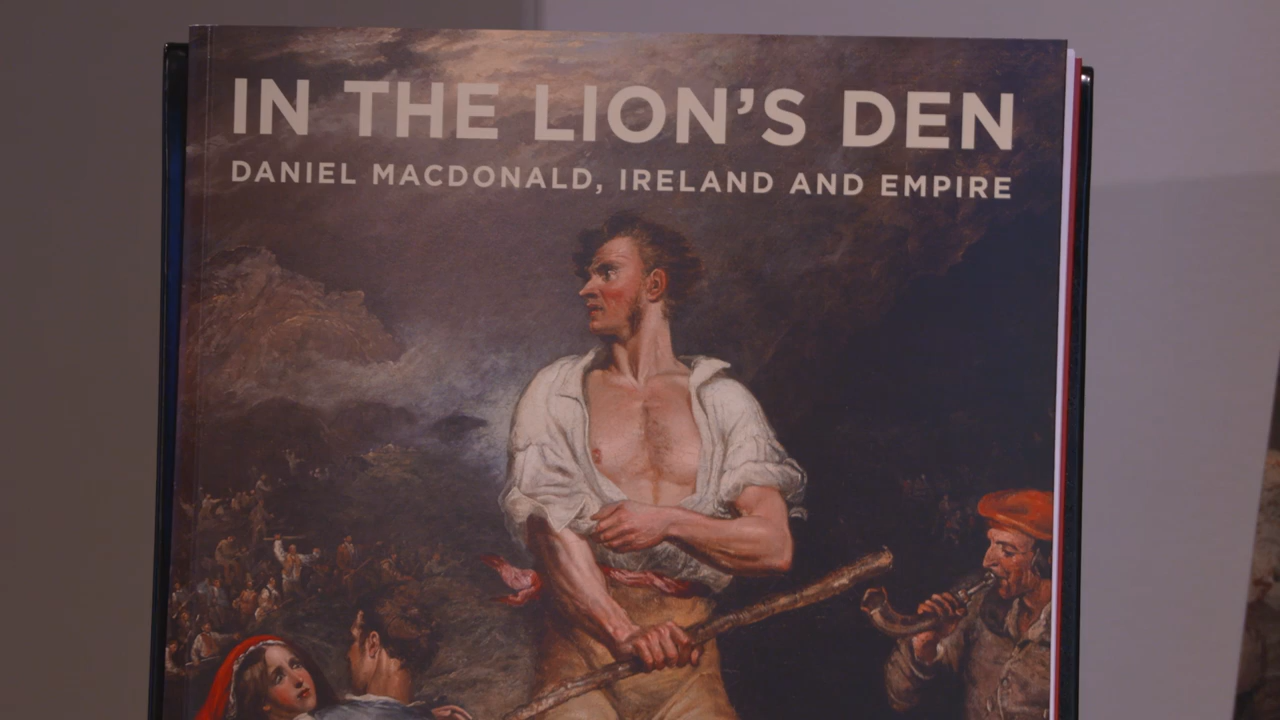 IN THE LION'S DEN
DANIEL MACDONALD, IRELAND AND EMPIRE